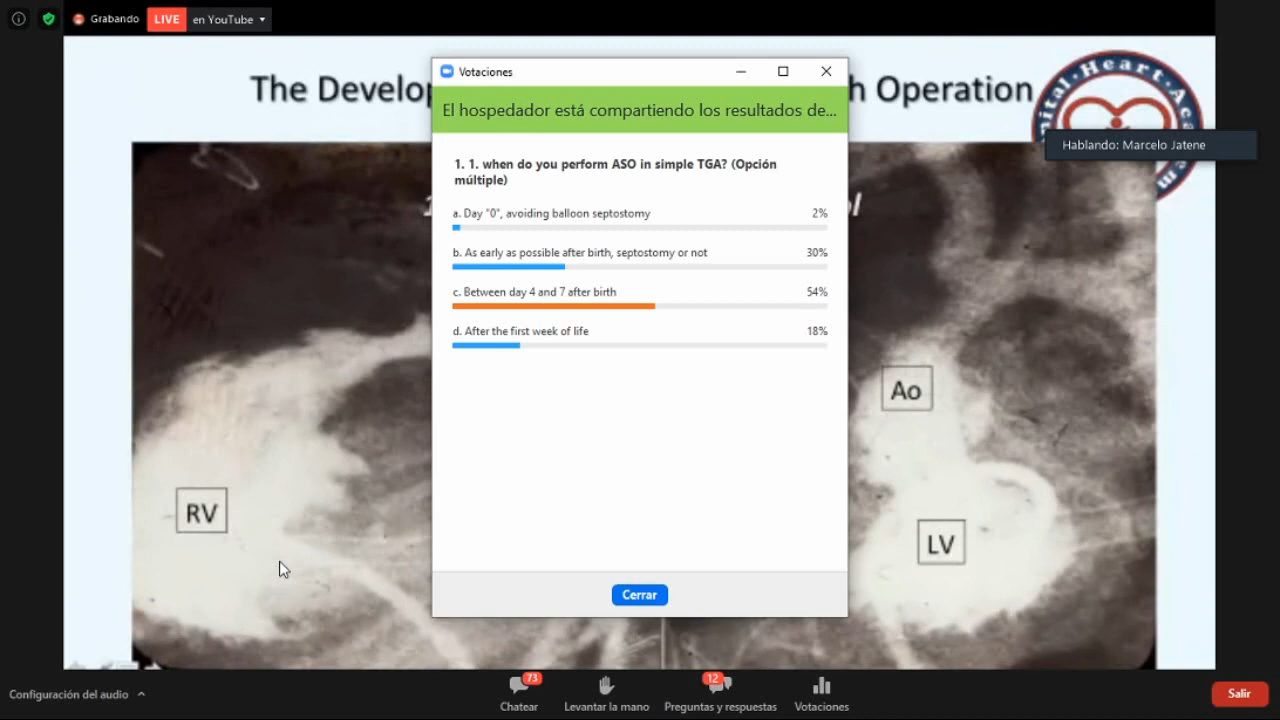 Grabando
LIVE en YouTube
The Develop
h Operation
Heart
Votaciones
El hospedador está compartiendo los resultados de...
Hablando: Marcelo Jatene
1. 1. when do you perform ASO in simple TGA? (Opción
múltiple)
a. Day "0", avoiding balloon septostomy 2%
b. As early as possible after birth, septostomy or not 30%
c. Between day 4 and 7 after birth 54%
d. After the first week of life 18%
Ao
RV
LV
Cerrar
Configuración del audio
73
Chatear
Levantar la mano
12
Preguntas y respuestas
Votaciones
Salir